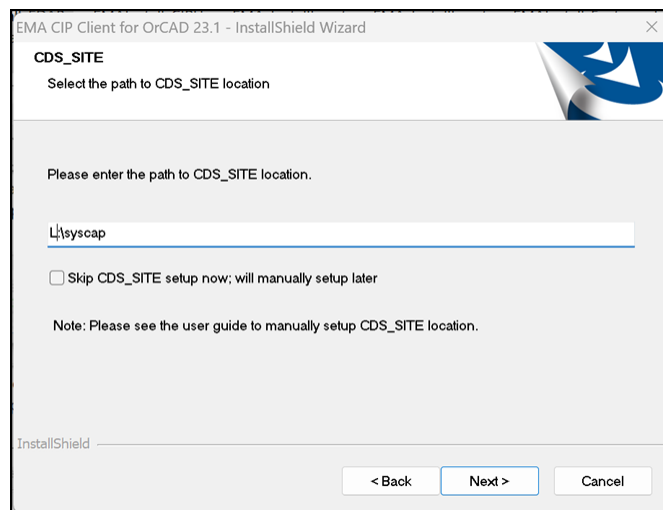 EMA CIP Client for OrCAD 23.1 - InstallShield Wizard
CDS_SITE
Select the path to CDS_SITE location
Please enter the path to CDS_SITE location.
L:\syscap
Skip CDS_SITE setup now; will manually setup later
Note: Please see the user guide to manually setup CDS_SITE location.
InstallShield
< Back Next > Cancel